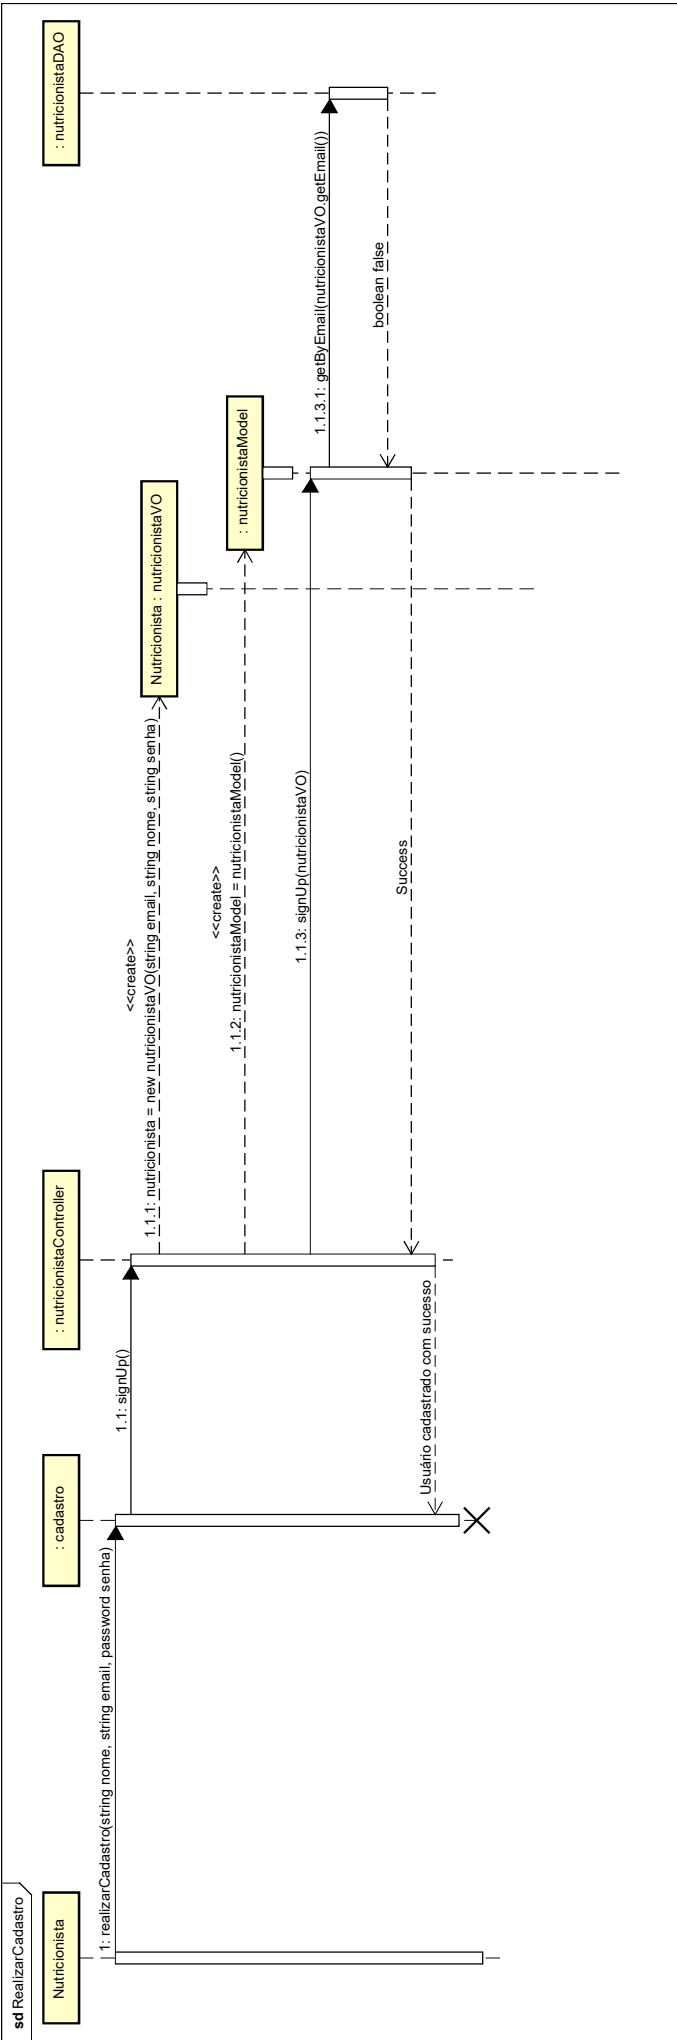 sd RealizarCadastro
Nutricionista
: cadastro
: nutricionistaController
: nutricionistaDAO
1: realizarCadastro(string nome, string email, password senha)
1.1: signUp()
<<create>>
1.1.1: nutricionista = new nutricionistaVO(string email, string nome, string senha)
Nutricionista : nutricionistaVO
<<create>>
1.1.2: nutricionistaModel = nutricionistaModel()
: nutricionistaModel
1.1.3: signUp(nutricionistaVO)
1.1.3.1: getByEmail(nutricionistaVO.getEmail())
boolean false
Success
Usuário cadastrado com sucesso